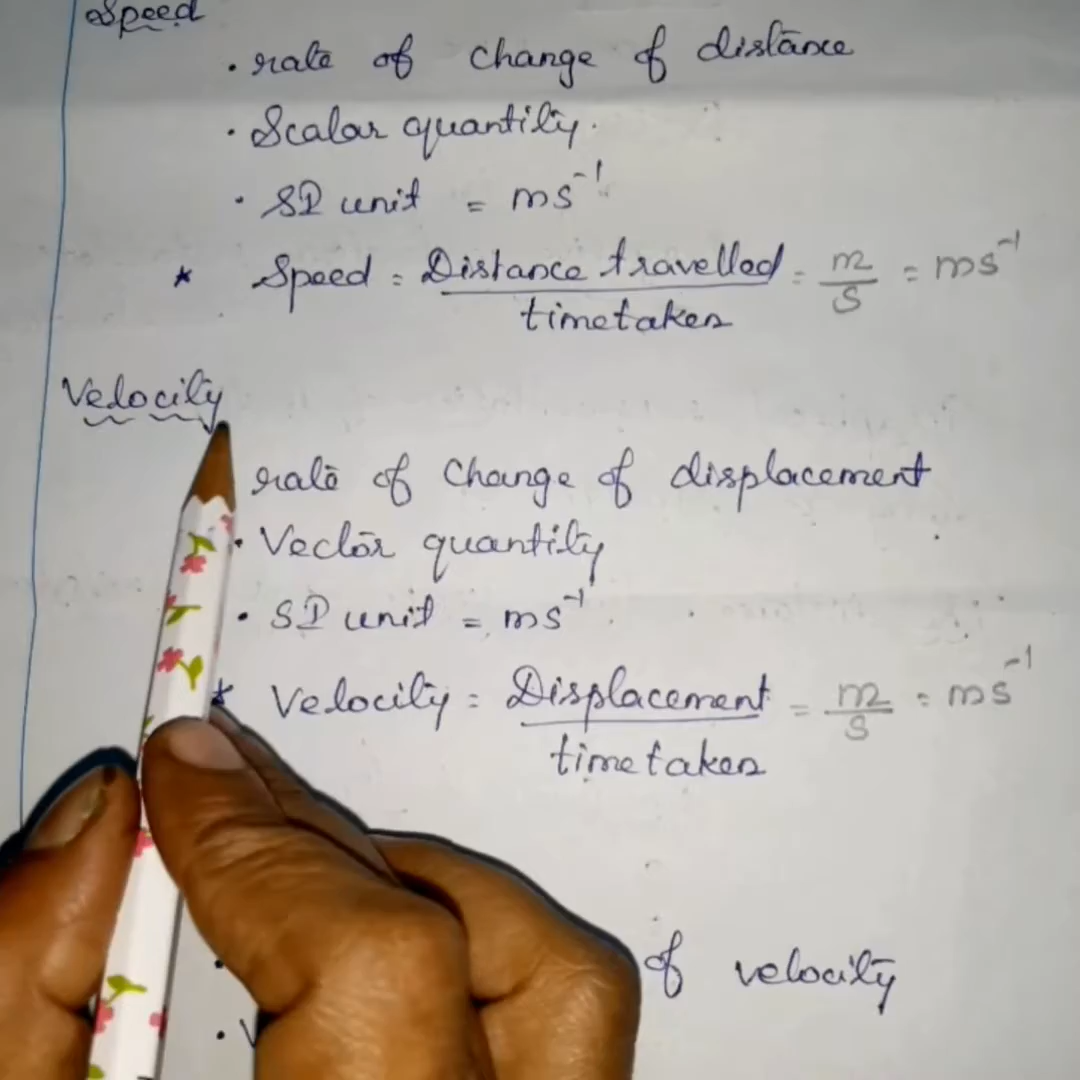 Speed
• rate of change of distance
• Scalar quantity.
• SI unit = ms⁻¹
* Speed = Distance travelled / time taken = m/s = ms⁻¹
Velocity
rate of change of displacement
• Vector quantity
• SI unit = ms⁻¹
* Velocity = Displacement / time taken = m/s = ms⁻¹
of velocity